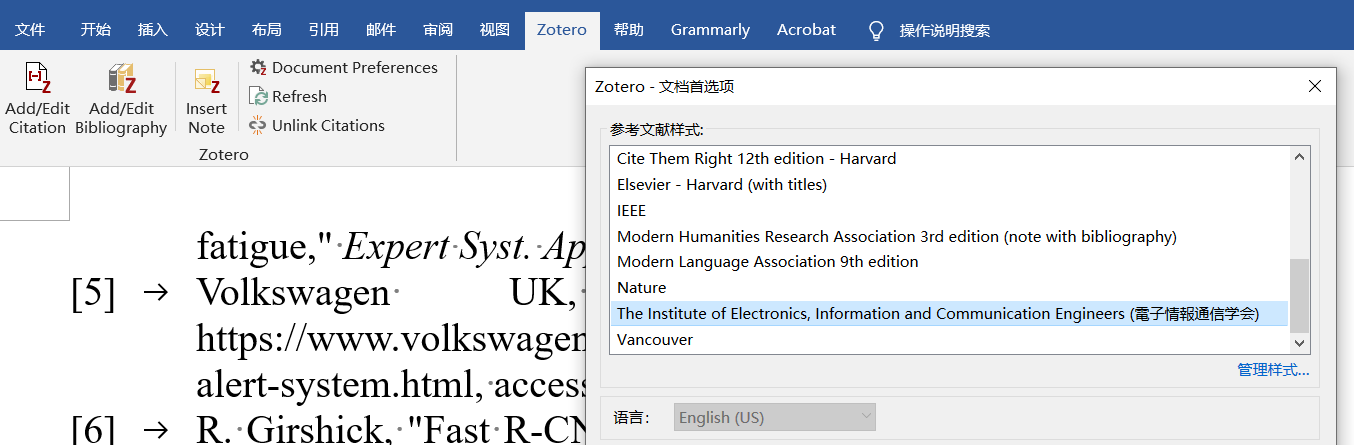 文件 开始 插入 设计 布局 引用 邮件 审阅 视图 Zotero 帮助 Grammarly Acrobat 操作说明搜索
Add/Edit Citation
Add/Edit Bibliography
Insert Note
Document Preferences
Refresh
Unlink Citations
Zotero
fatigue," Expert Syst.
[5] → Volkswagen UK,
https://www.volkswagen
alert-system.html,
[6] → R. Girshick, "Fast
Zotero - 文档首选项
参考文献样式:
Cite Them Right 12th edition - Harvard
Elsevier - Harvard (with titles)
IEEE
Modern Humanities Research Association 3rd edition (note with bibliography)
Modern Language Association 9th edition
Nature
The Institute of Electronics, Information and Communication Engineers (電子情報通信学会)
Vancouver
管理样式...
语言: English (US)